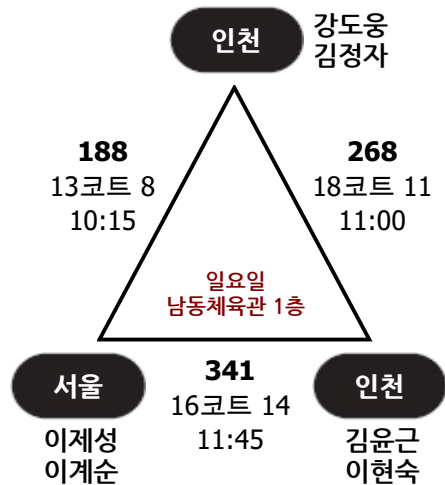 인천
강도웅
김정자
188
13코트 8
10:15
268
18코트 11
11:00
일요일
남동체육관 1층
서울
이제성
이계순
341
16코트 14
11:45
인천
김윤근
이현숙